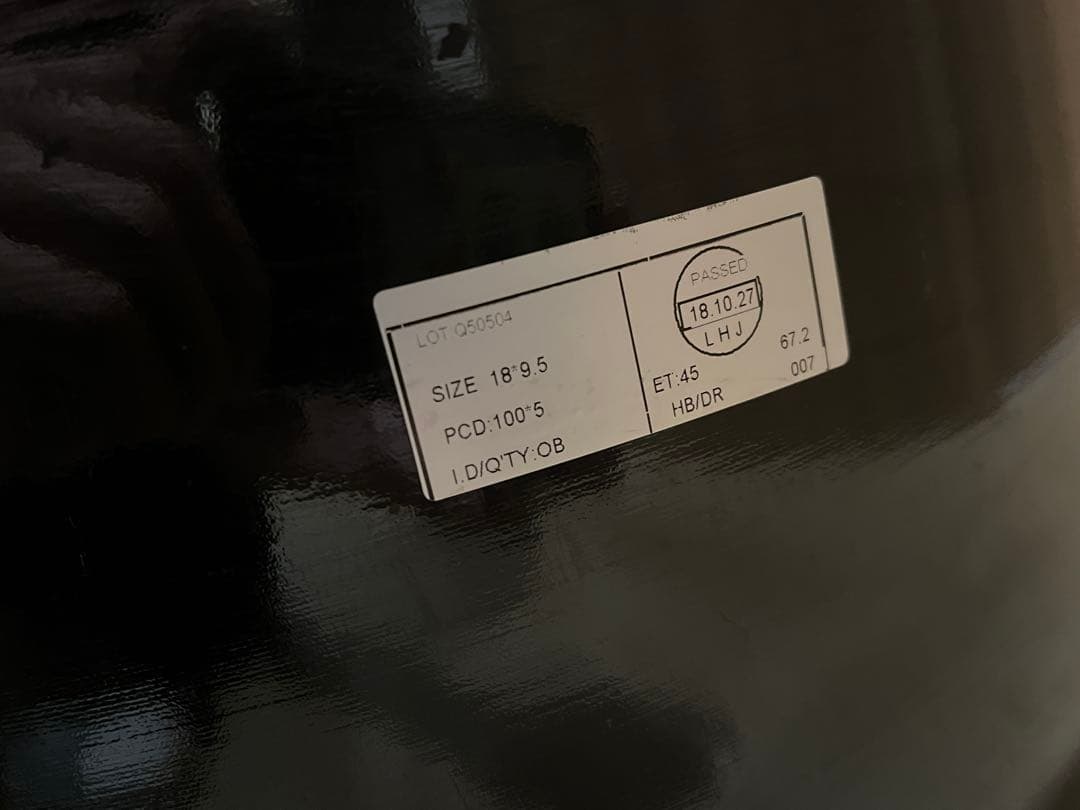 LOT Q50504
SIZE 18*9.5
PCD:100*5
I.D/Q'TY:OB
PASSED
18.10.27
LHJ
ET:45
67.2
HB/DR
007